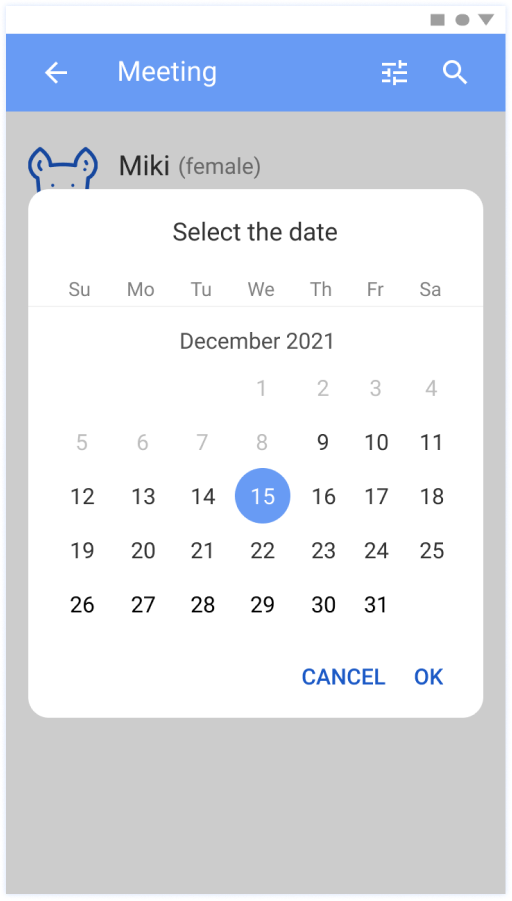 Meeting
Miki (female)
Select the date
Su Mo Tu We Th Fr Sa
December 2021
1 2 3 4
5 6 7 8 9 10 11
12 13 14 15 16 17 18
19 20 21 22 23 24 25
26 27 28 29 30 31
CANCEL OK